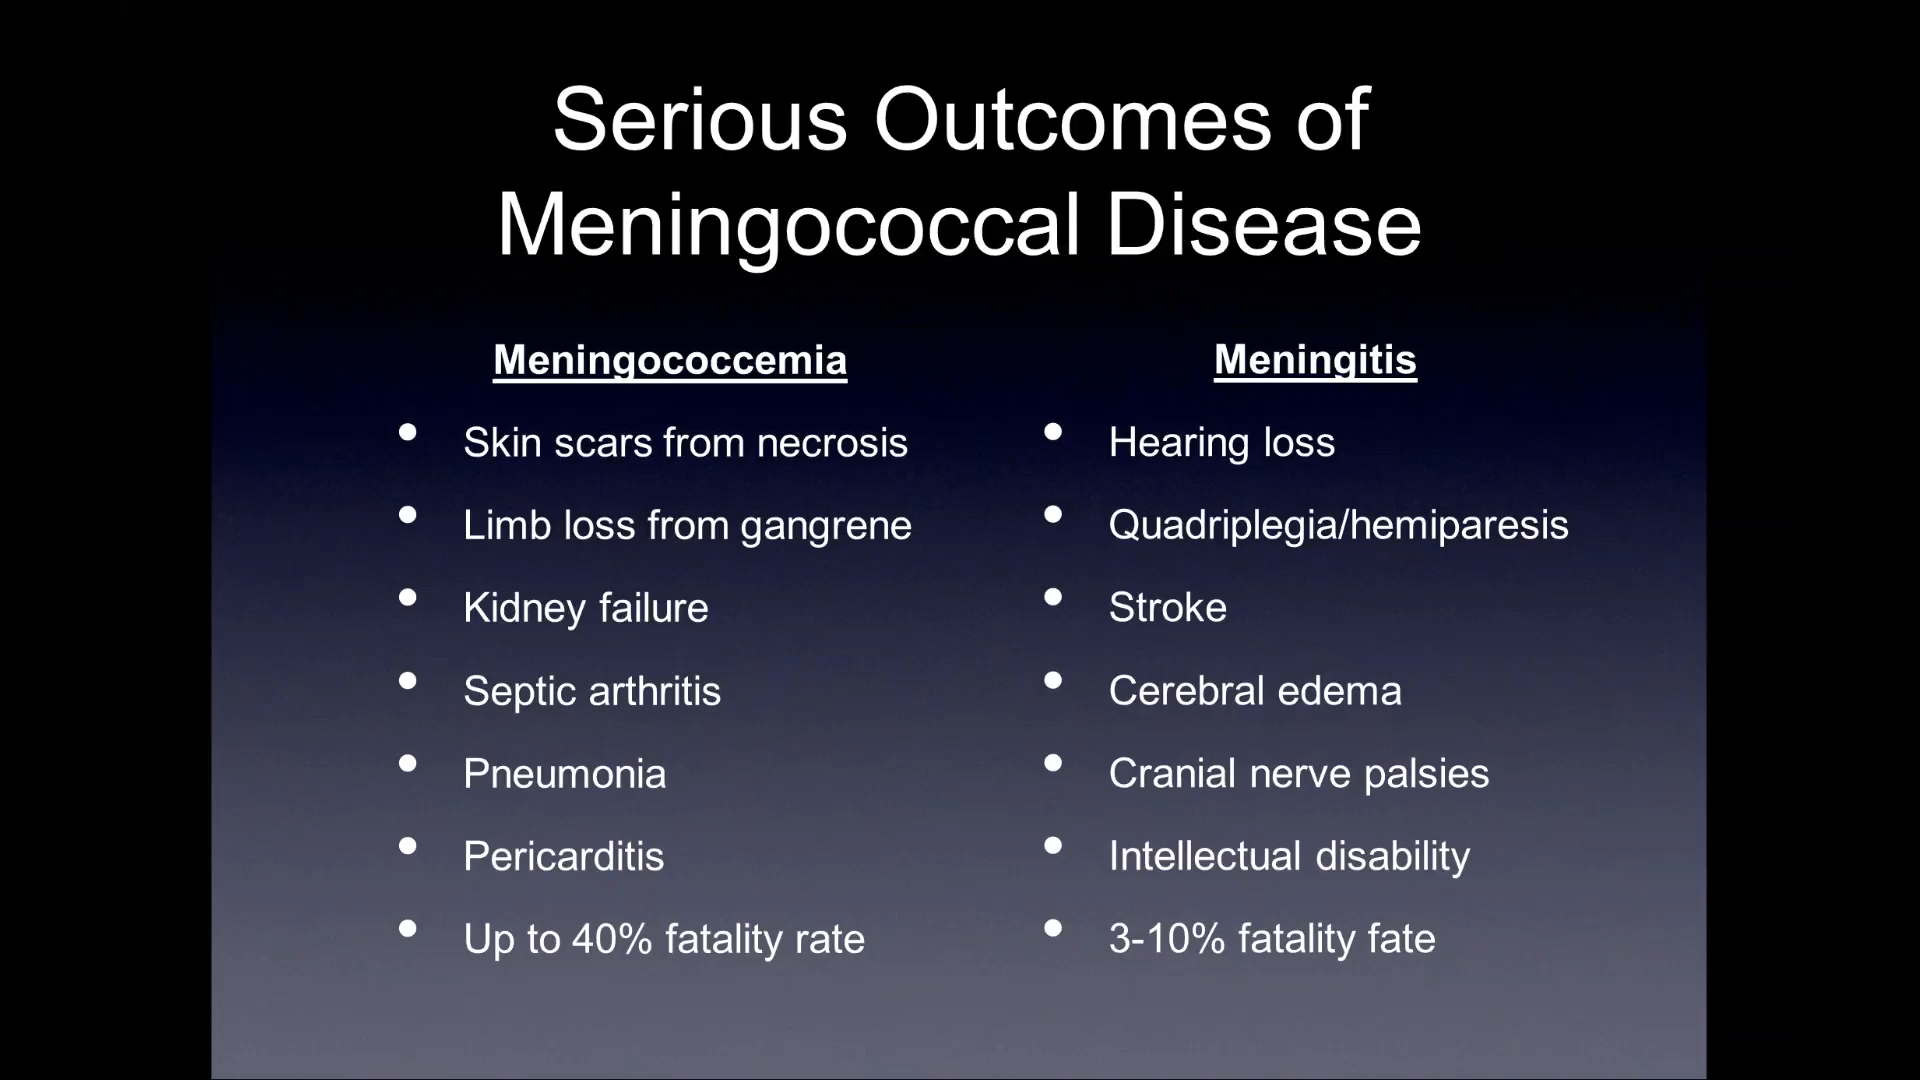 Serious Outcomes of
Meningococcal Disease
Meningococcemia
• Skin scars from necrosis
• Limb loss from gangrene
• Kidney failure
• Septic arthritis
• Pneumonia
• Pericarditis
• Up to 40% fatality rate
Meningitis
• Hearing loss
• Quadriplegia/hemiparesis
• Stroke
• Cerebral edema
• Cranial nerve palsies
• Intellectual disability
• 3-10% fatality fate